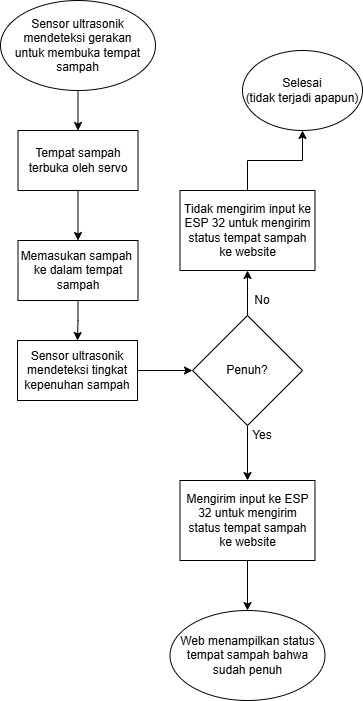 Sensor ultrasonik
mendeteksi gerakan
untuk membuka tempat
sampah
Tempat sampah
terbuka oleh servo
Memasukan sampah
ke dalam tempat
sampah
Sensor ultrasonik
mendeteksi tingkat
kepenuhan sampah
Penuh?
No
Tidak mengirim input ke
ESP 32 untuk mengirim
status tempat sampah
ke website
Selesai
(tidak terjadi apapun)
Yes
Mengirim input ke ESP
32 untuk mengirim
status tempat sampah
ke website
Web menampilkan status
tempat sampah bahwa
sudah penuh